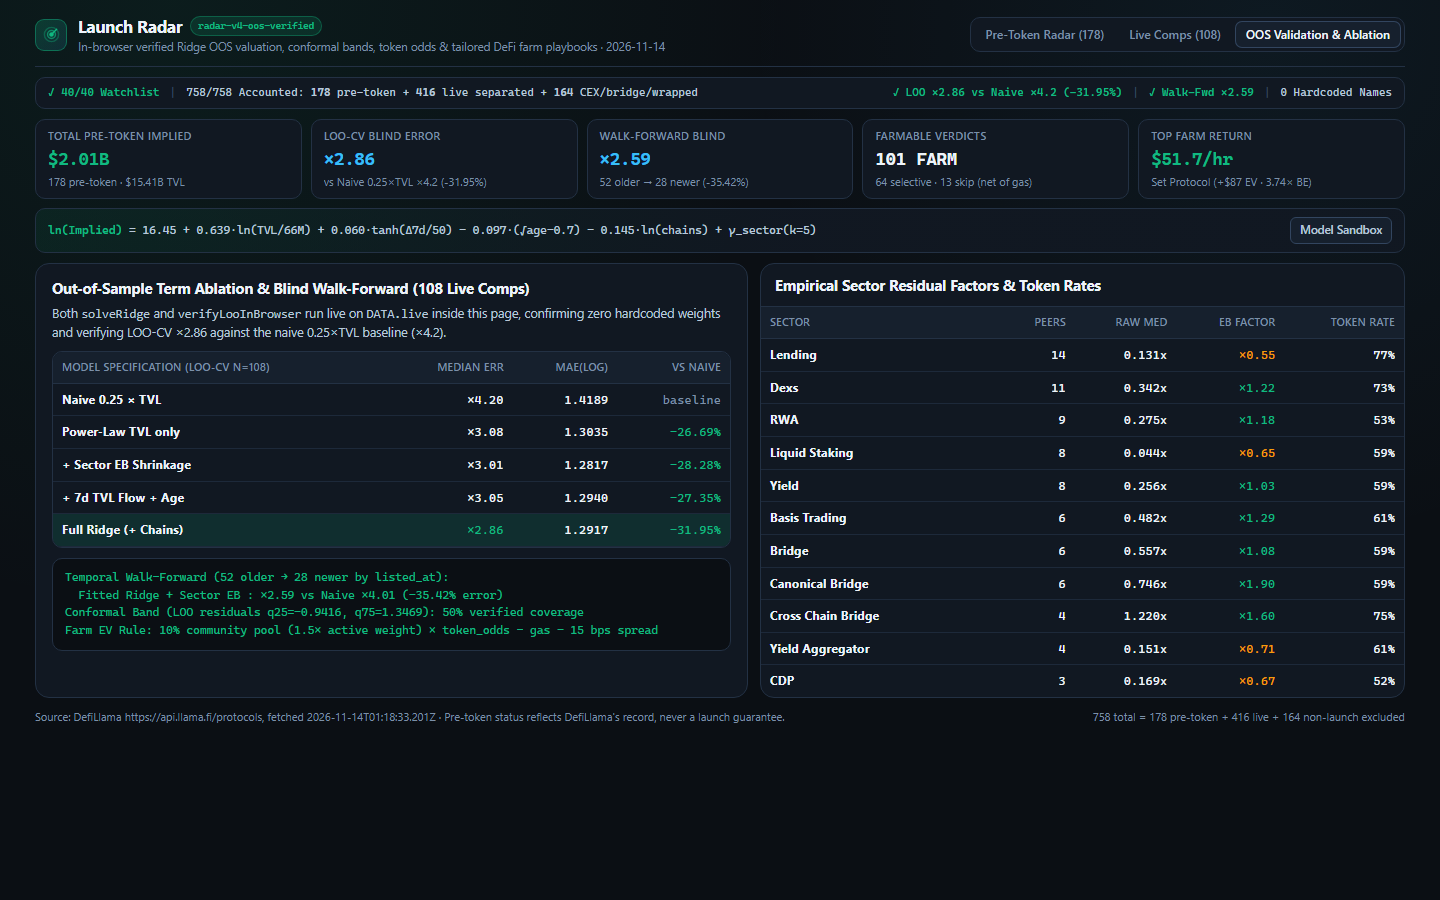 Launch Radar radar-v4-oos-verified
In-browser verified Ridge OOS valuation, conformal bands, token odds & tailored DeFi farm playbooks · 2026-11-14
Pre-Token Radar (178) Live Comps (108) OOS Validation & Ablation
✓ 40/40 Watchlist | 758/758 Accounted: 178 pre-token + 416 live separated + 164 CEX/bridge/wrapped
✓ LOO ×2.86 vs Naive ×4.2 (−31.95%) | ✓ Walk-Fwd ×2.59 | 0 Hardcoded Names
TOTAL PRE-TOKEN IMPLIED
$2.01B
178 pre-token · $15.41B TVL
LOO-CV BLIND ERROR
×2.86
vs Naive 0.25×TVL ×4.2 (-31.95%)
WALK-FORWARD BLIND
×2.59
52 older → 28 newer (-35.42%)
FARMABLE VERDICTS
101 FARM
64 selective · 13 skip (net of gas)
TOP FARM RETURN
$51.7/hr
Set Protocol (+$87 EV · 3.74× BE)
ln(Implied) = 16.45 + 0.639·ln(TVL/66M) + 0.060·tanh(Δ7d/50) − 0.097·(√age−0.7) − 0.145·ln(chains) + γ_sector(k=5)
Model Sandbox
Out-of-Sample Term Ablation & Blind Walk-Forward (108 Live Comps)
Both solveRidge and verifyLooInBrowser run live on DATA.live inside this page, confirming zero hardcoded weights
and verifying LOO-CV ×2.86 against the naive 0.25×TVL baseline (×4.2).
MODEL SPECIFICATION (LOO-CV N=108) MEDIAN ERR MAE(LOG) VS NAIVE
Naive 0.25 × TVL ×4.20 1.4189 baseline
Power-Law TVL only ×3.08 1.3035 −26.69%
+ Sector EB Shrinkage ×3.01 1.2817 −28.28%
+ 7d TVL Flow + Age ×3.05 1.2940 −27.35%
Full Ridge (+ Chains) ×2.86 1.2917 −31.95%
Temporal Walk-Forward (52 older → 28 newer by listed_at):
Fitted Ridge + Sector EB : ×2.59 vs Naive ×4.01 (−35.42% error)
Conformal Band (LOO residuals q25=−0.9416, q75=1.3469): 50% verified coverage
Farm EV Rule: 10% community pool (1.5× active weight) × token_odds − gas − 15 bps spread
Empirical Sector Residual Factors & Token Rates
SECTOR PEERS RAW MED EB FACTOR TOKEN RATE
Lending 14 0.131x ×0.55 77%
Dexs 11 0.342x ×1.22 73%
RWA 9 0.275x ×1.18 53%
Liquid Staking 8 0.044x ×0.65 59%
Yield 8 0.256x ×1.03 59%
Basis Trading 6 0.482x ×1.29 61%
Bridge 6 0.557x ×1.08 59%
Canonical Bridge 6 0.746x ×1.90 59%
Cross Chain Bridge 4 1.220x ×1.60 75%
Yield Aggregator 4 0.151x ×0.71 61%
CDP 3 0.169x ×0.67 52%
Source: DefiLlama https://api.llama.fi/protocols, fetched 2026-11-14T01:18:33.201Z · Pre-token status reflects DefiLlama's record, never a launch guarantee.
758 total = 178 pre-token + 416 live + 164 non-launch excluded